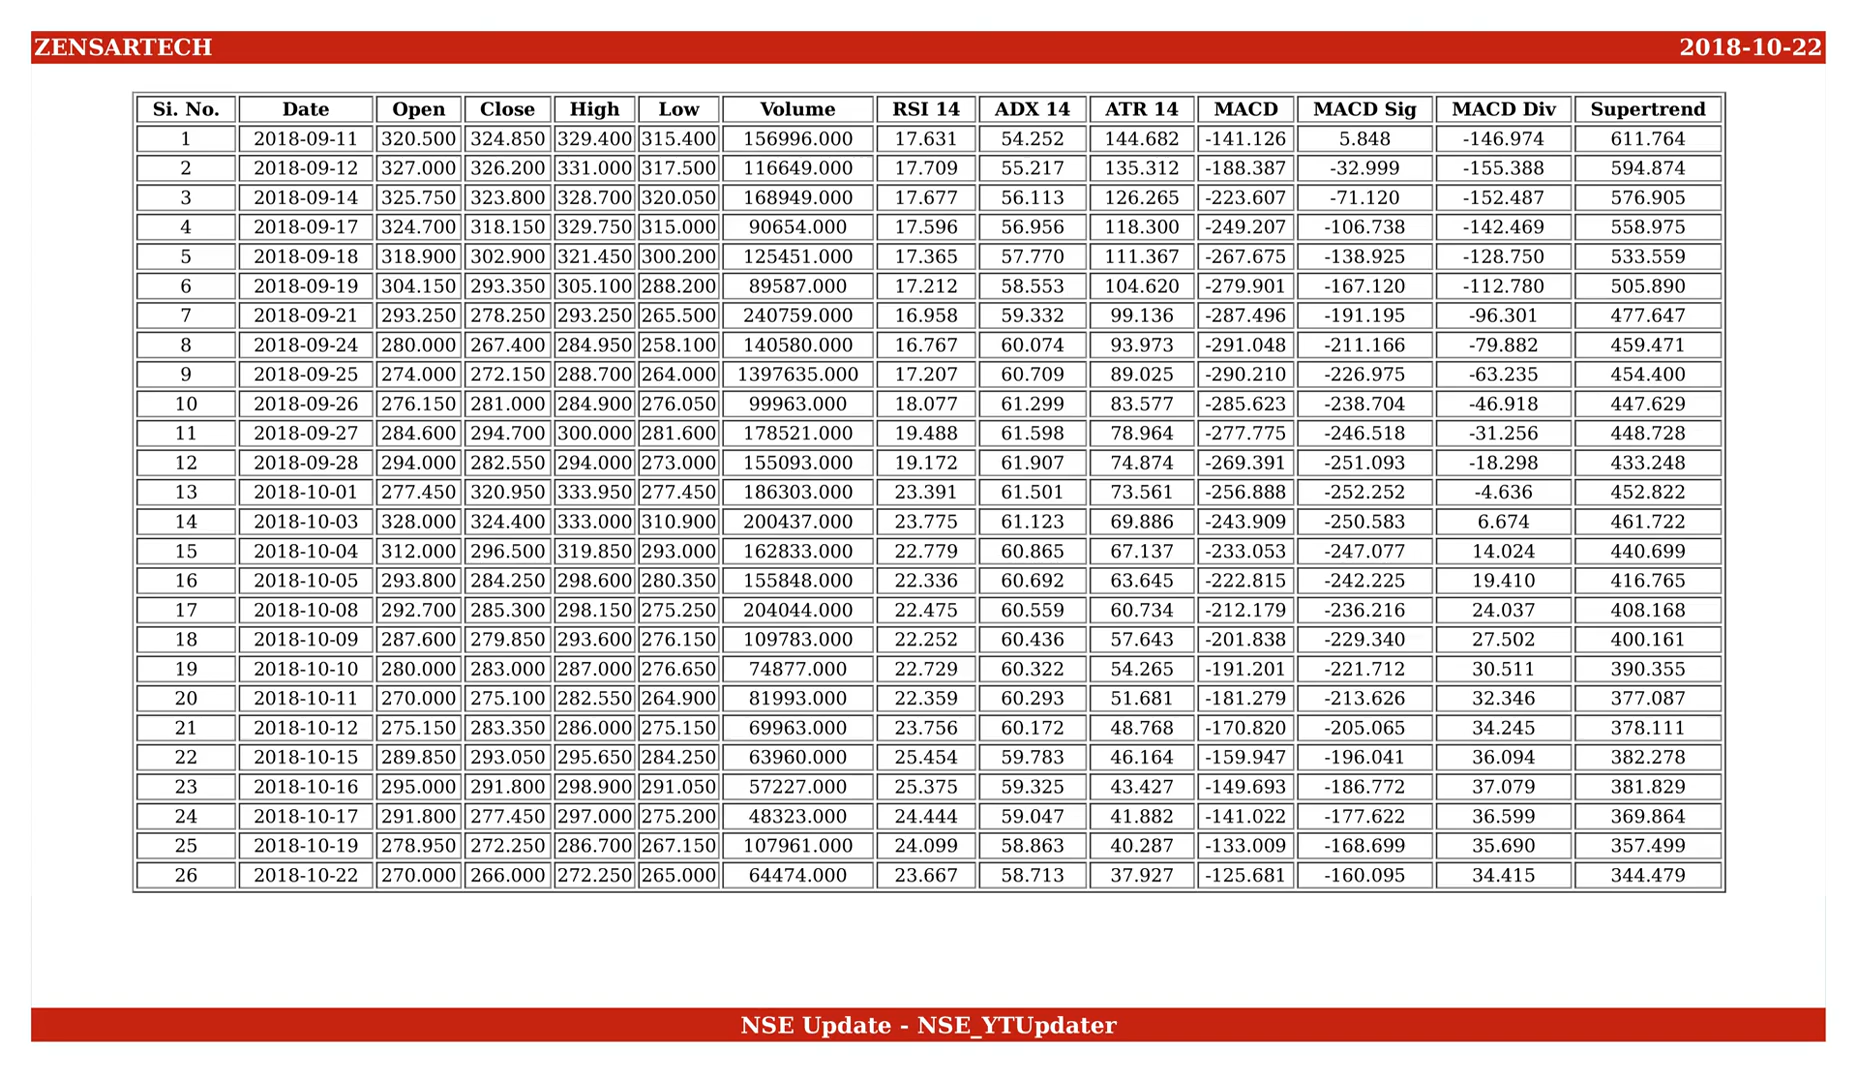 ZENSARTECH 2018-10-22
Si. No. Date Open Close High Low Volume RSI 14 ADX 14 ATR 14 MACD MACD Sig MACD Div Supertrend
1 2018-09-11 320.500 324.850 329.400 315.400 156996.000 17.631 54.252 144.682 -141.126 5.848 -146.974 611.764
2 2018-09-12 327.000 326.200 331.000 317.500 116649.000 17.709 55.217 135.312 -188.387 -32.999 -155.388 594.874
3 2018-09-14 325.750 323.800 328.700 320.050 168949.000 17.677 56.113 126.265 -223.607 -71.120 -152.487 576.905
4 2018-09-17 324.700 318.150 329.750 315.000 90654.000 17.596 56.956 118.300 -249.207 -106.738 -142.469 558.975
5 2018-09-18 318.900 302.900 321.450 300.200 125451.000 17.365 57.770 111.367 -267.675 -138.925 -128.750 533.559
6 2018-09-19 304.150 293.350 305.100 288.200 89587.000 17.212 58.553 104.620 -279.901 -167.120 -112.780 505.890
7 2018-09-21 293.250 278.250 293.250 265.500 240759.000 16.958 59.332 99.136 -287.496 -191.195 -96.301 477.647
8 2018-09-24 280.000 267.400 284.950 258.100 140580.000 16.767 60.074 93.973 -291.048 -211.166 -79.882 459.471
9 2018-09-25 274.000 272.150 288.700 264.000 1397635.000 17.207 60.709 89.025 -290.210 -226.975 -63.235 454.400
10 2018-09-26 276.150 281.000 284.900 276.050 99963.000 18.077 61.299 83.577 -285.623 -238.704 -46.918 447.629
11 2018-09-27 284.600 294.700 300.000 281.600 178521.000 19.488 61.598 78.964 -277.775 -246.518 -31.256 448.728
12 2018-09-28 294.000 282.550 294.000 273.000 155093.000 19.172 61.907 74.874 -269.391 -251.093 -18.298 433.248
13 2018-10-01 277.450 320.950 333.950 277.450 186303.000 23.391 61.501 73.561 -256.888 -252.252 -4.636 452.822
14 2018-10-03 328.000 324.400 333.000 310.900 200437.000 23.775 61.123 69.886 -243.909 -250.583 6.674 461.722
15 2018-10-04 312.000 296.500 319.850 293.000 162833.000 22.779 60.865 67.137 -233.053 -247.077 14.024 440.699
16 2018-10-05 293.800 284.250 298.600 280.350 155848.000 22.336 60.692 63.645 -222.815 -242.225 19.410 416.765
17 2018-10-08 292.700 285.300 298.150 275.250 204044.000 22.475 60.559 60.734 -212.179 -236.216 24.037 408.168
18 2018-10-09 287.600 279.850 293.600 276.150 109783.000 22.252 60.436 57.643 -201.838 -229.340 27.502 400.161
19 2018-10-10 280.000 283.000 287.000 276.650 74877.000 22.729 60.322 54.265 -191.201 -221.712 30.511 390.355
20 2018-10-11 270.000 275.100 282.550 264.900 81993.000 22.359 60.293 51.681 -181.279 -213.626 32.346 377.087
21 2018-10-12 275.150 283.350 286.000 275.150 69963.000 23.756 60.172 48.768 -170.820 -205.065 34.245 378.111
22 2018-10-15 289.850 293.050 295.650 284.250 63960.000 25.454 59.783 46.164 -159.947 -196.041 36.094 382.278
23 2018-10-16 295.000 291.800 298.900 291.050 57227.000 25.375 59.325 43.427 -149.693 -186.772 37.079 381.829
24 2018-10-17 291.800 277.450 297.000 275.200 48323.000 24.444 59.047 41.882 -141.022 -177.622 36.599 369.864
25 2018-10-19 278.950 272.250 286.700 267.150 107961.000 24.099 58.863 40.287 -133.009 -168.699 35.690 357.499
26 2018-10-22 270.000 266.000 272.250 265.000 64474.000 23.667 58.713 37.927 -125.681 -160.095 34.415 344.479
NSE Update - NSE_YTUpdater